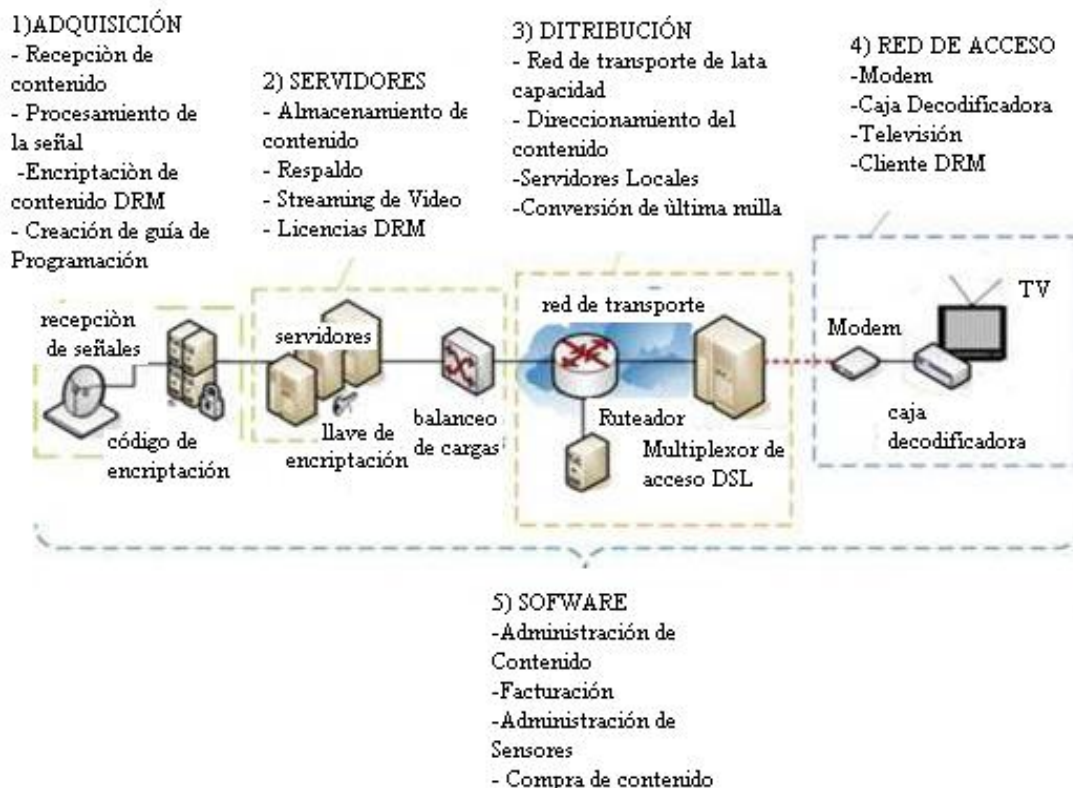 1)ADQUISICIÓN
- Recepciòn de
contenido
- Procesamiento de
la señal
-Encriptaciòn de
contenido DRM
- Creación de guía de
Programación
2) SERVIDORES
- Almacenamiento de
contenido
- Respaldo
- Streaming de Video
- Licencias DRM
3) DITRIBUCIÓN
- Red de transporte de lata
capacidad
- Direccionamiento del
contenido
-Servidores Locales
-Conversión de ùltima milla
4) RED DE ACCESO
-Modem
-Caja Decodificadora
-Televisión
-Cliente DRM
recepciòn
de señales
código de
encriptación
servidores
llave de
encriptación
balanceo
de cargas
red de transporte
Ruteador
Multiplexor de
acceso DSL
Modem
TV
caja
decodificadora
5) SOFWARE
-Administración de
Contenido
-Facturación
-Administración de
Sensores
- Compra de contenido